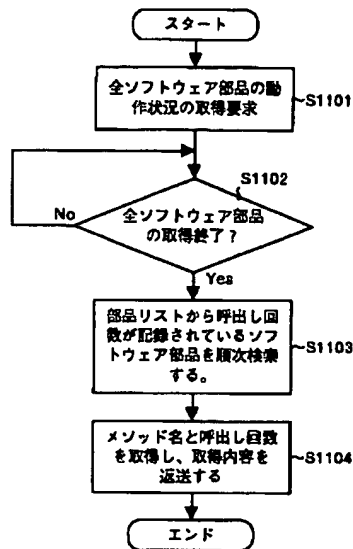 スタート
全ソフトウェア部品の動
作状況の取得要求
~S1101
S1102
全ソフトウェア部品
の取得終了?
No
Yes
部品リストから呼出し回
数が記録されているソフ
トウェア部品を順次検索
する。
~S1103
メソッド名と呼出し回数
を取得し、取得内容を
返送する
~S1104
エンド